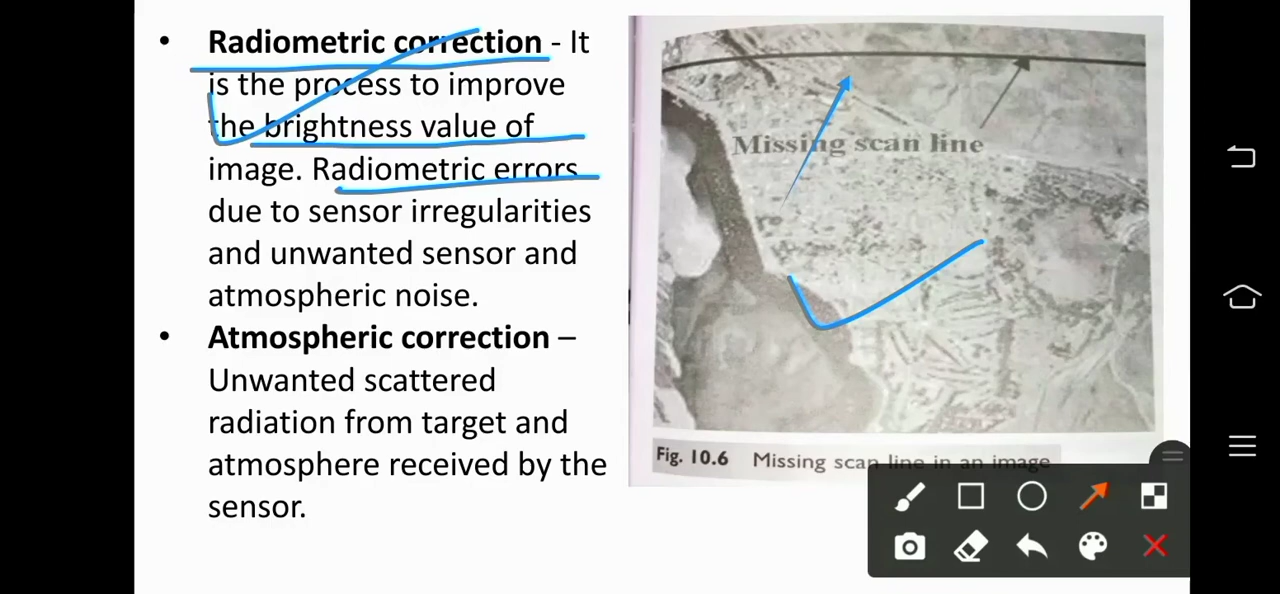 • Radiometric correction - It
is the process to improve
the brightness value of
image. Radiometric errors
due to sensor irregularities
and unwanted sensor and
atmospheric noise.
• Atmospheric correction –
Unwanted scattered
radiation from target and
atmosphere received by the
sensor.
Missing scan line
Fig. 10.6 Missing scan line in an image